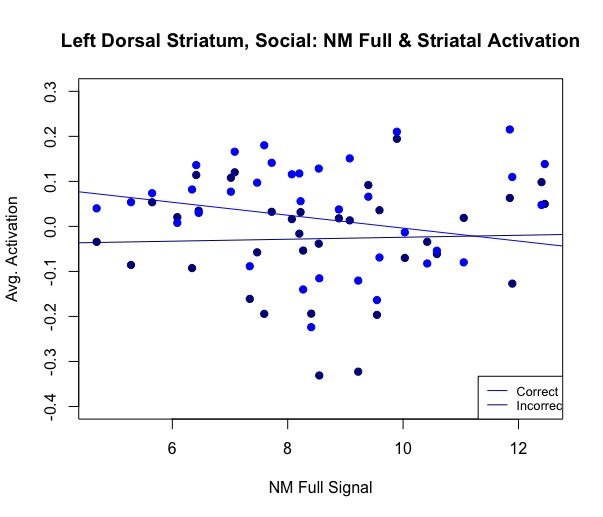 Left Dorsal Striatum, Social: NM Full & Striatal Activation
0.3
0.2
0.1
0.0
-0.1
-0.2
-0.3
-0.4
Avg. Activation
Correct
Incorrec
6 8 10 12
NM Full Signal